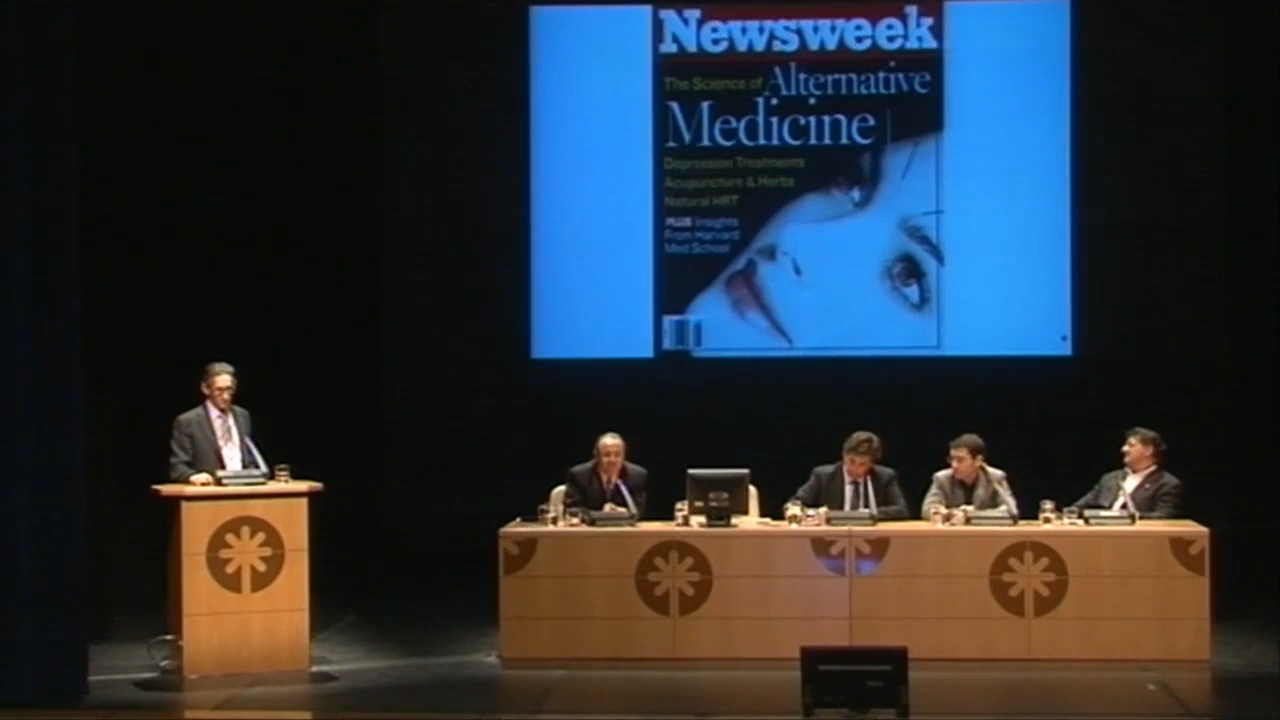 Newsweek
The Science of Alternative
Medicine
Depression Treatments
Acupuncture & Herbs
Natural HRT
PLUS Insights
From Harvard
Med School